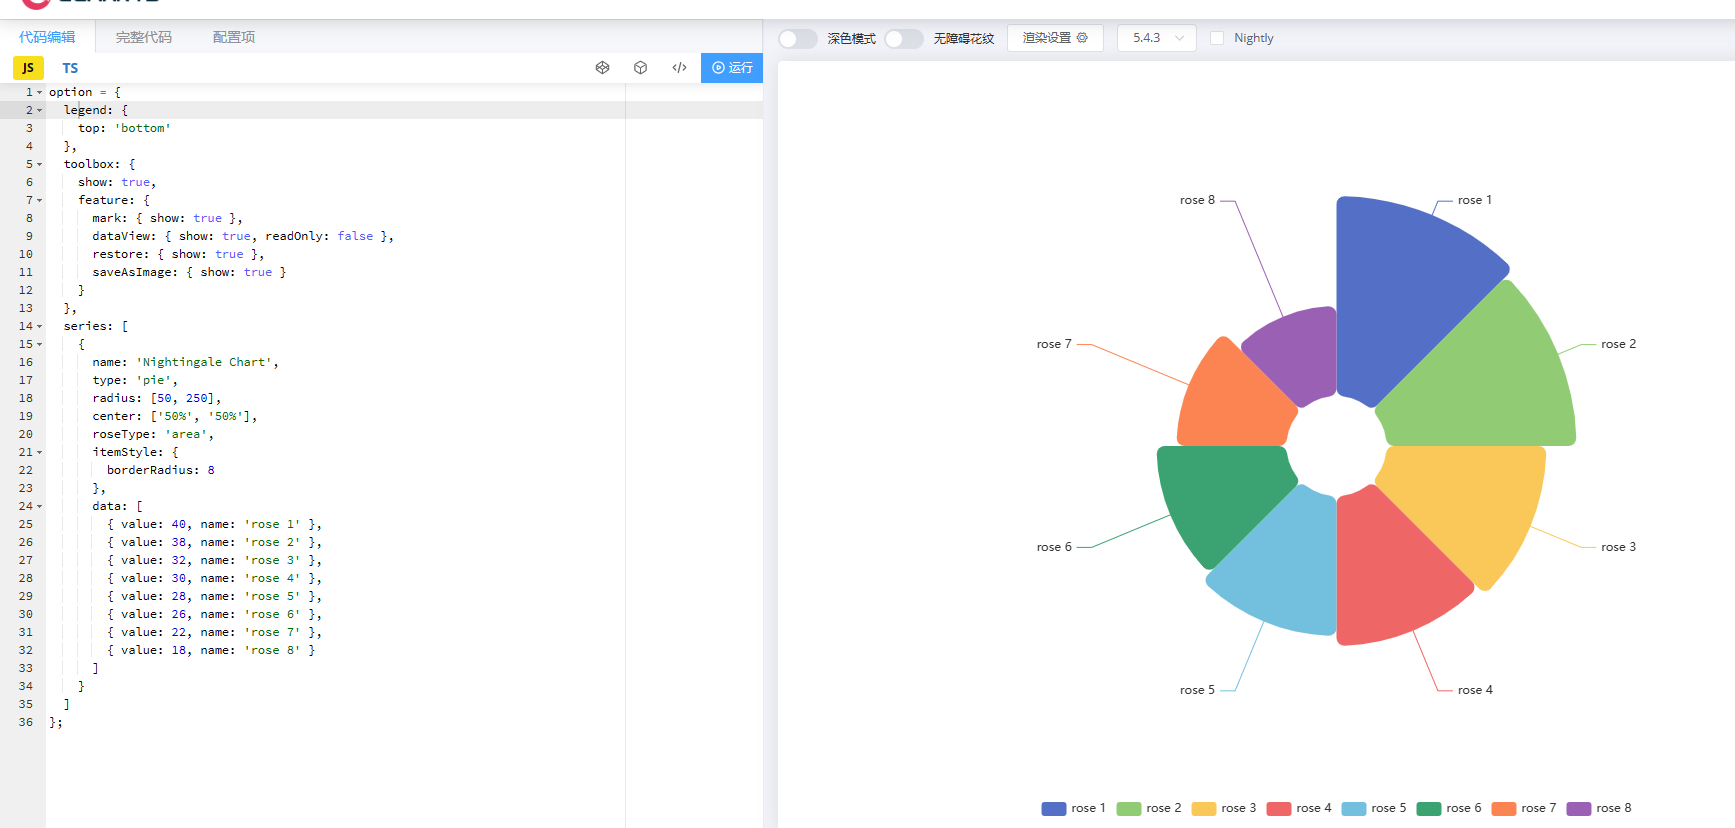 代码编辑 完整代码 配置项
JS TS </> 运行
1 option = {
2 legend: {
3 top: 'bottom'
4 },
5 toolbox: {
6 show: true,
7 feature: {
8 mark: { show: true },
9 dataView: { show: true, readOnly: false },
10 restore: { show: true },
11 saveAsImage: { show: true }
12 }
13 },
14 series: [
15 {
16 name: 'Nightingale Chart',
17 type: 'pie',
18 radius: [50, 250],
19 center: ['50%', '50%'],
20 roseType: 'area',
21 itemStyle: {
22 borderRadius: 8
23 },
24 data: [
25 { value: 40, name: 'rose 1' },
26 { value: 38, name: 'rose 2' },
27 { value: 32, name: 'rose 3' },
28 { value: 30, name: 'rose 4' },
29 { value: 28, name: 'rose 5' },
30 { value: 26, name: 'rose 6' },
31 { value: 22, name: 'rose 7' },
32 { value: 18, name: 'rose 8' }
33 ]
34 }
35 ]
36 };
深色模式 无障碍花纹 渲染设置 5.4.3 Nightly
rose 8 rose 1
rose 7 rose 2
rose 6 rose 3
rose 5 rose 4
rose 1 rose 2 rose 3 rose 4 rose 5 rose 6 rose 7 rose 8